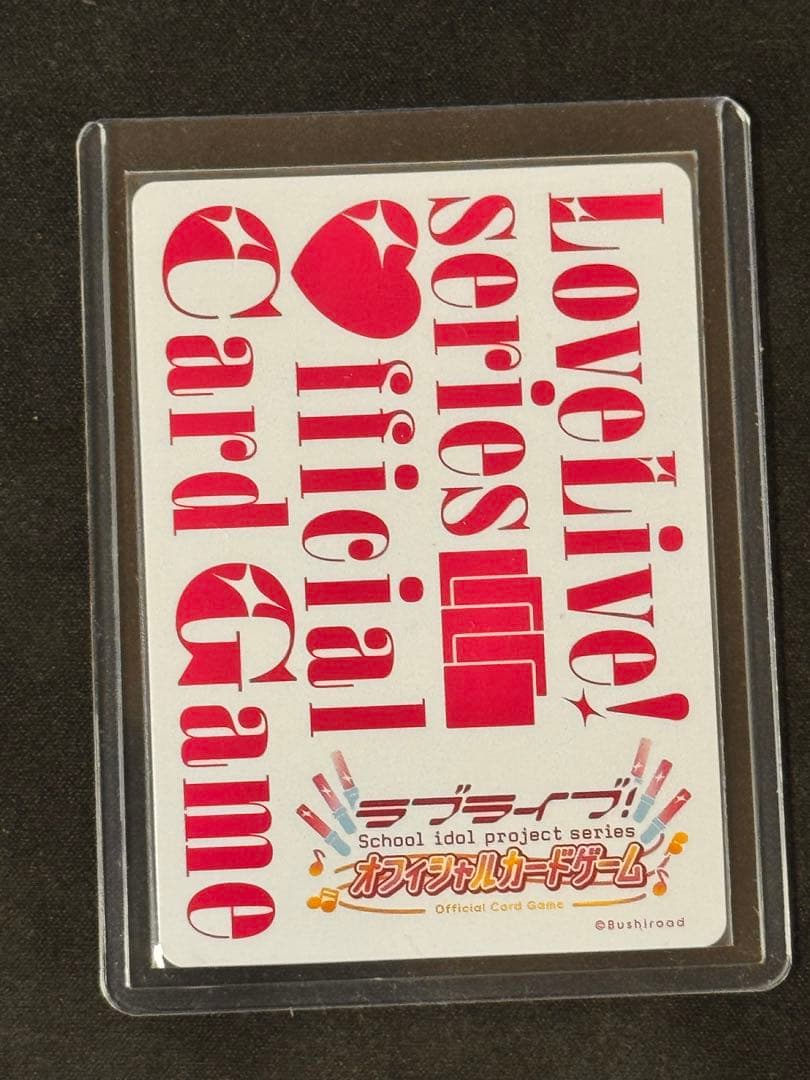 LoveLive!
series
♥fficial
Card Game
ラブライブ!
School idol project series
オフィシャルカードゲーム
Official Card Game
©Bushiroad